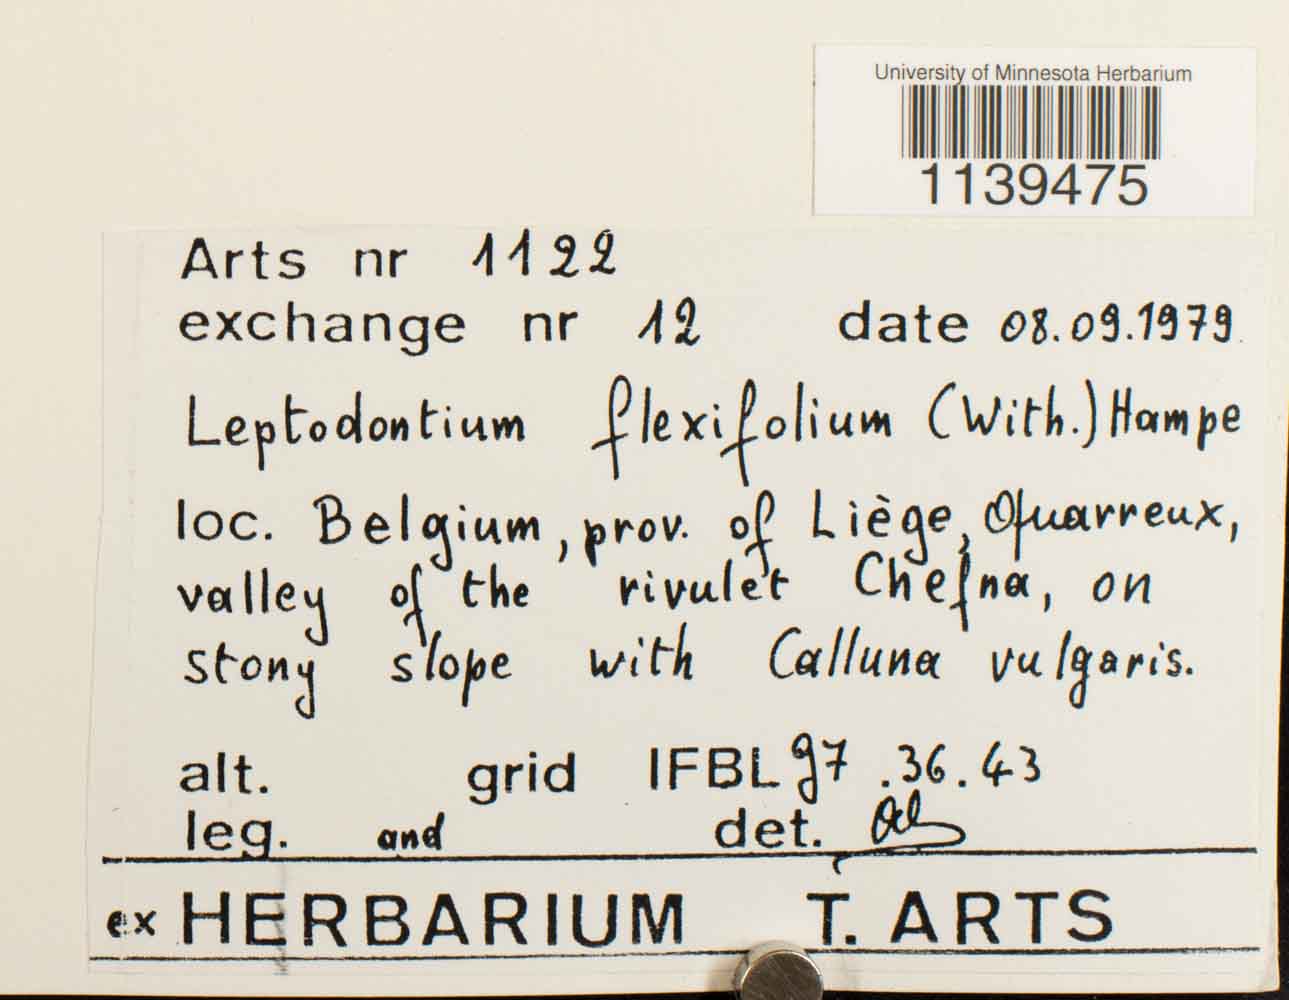 University of Minnesota Herbarium
1139475
Arts nr 1122
exchange nr 12 date 08.09.1979.
Leptodontium flexifolium (With.) Hampe
loc. Belgium, prov. of Liège, Quarreux,
valley of the rivulet Chefna, on
stony slope with Calluna vulgaris.
alt. grid IFBL g7 .36.43
leg. and det.
ex HERBARIUM T. ARTS